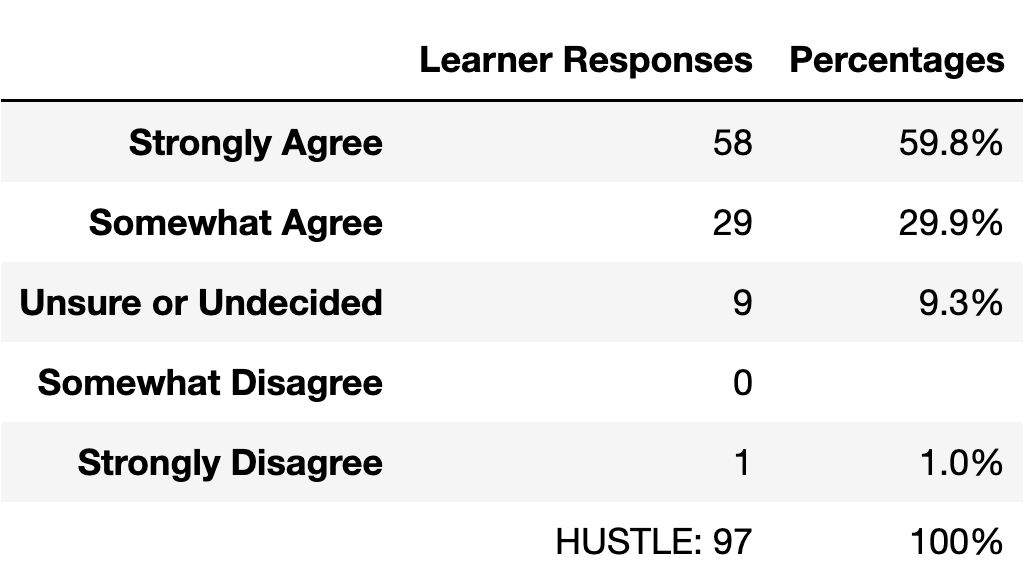 Learner Responses Percentages
Strongly Agree 58 59.8%
Somewhat Agree 29 29.9%
Unsure or Undecided 9 9.3%
Somewhat Disagree 0
Strongly Disagree 1 1.0%
HUSTLE: 97 100%